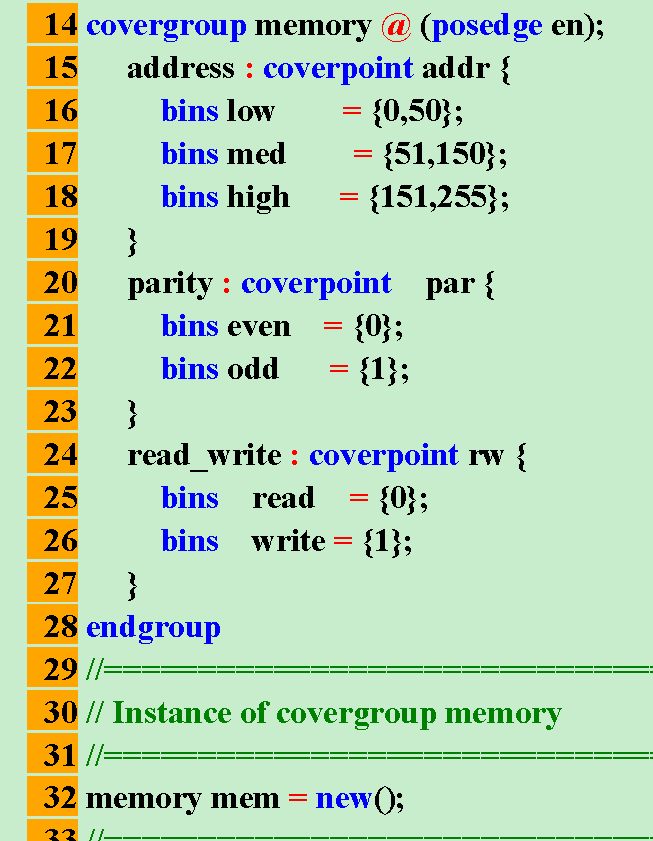 14 covergroup memory @ (posedge en);
15 address : coverpoint addr {
16 bins low = {0,50};
17 bins med = {51,150};
18 bins high = {151,255};
19 }
20 parity : coverpoint par {
21 bins even = {0};
22 bins odd = {1};
23 }
24 read_write : coverpoint rw {
25 bins read = {0};
26 bins write = {1};
27 }
28 endgroup
29 //=============================
30 // Instance of covergroup memory
31 //=============================
32 memory mem = new();
33 //=============================